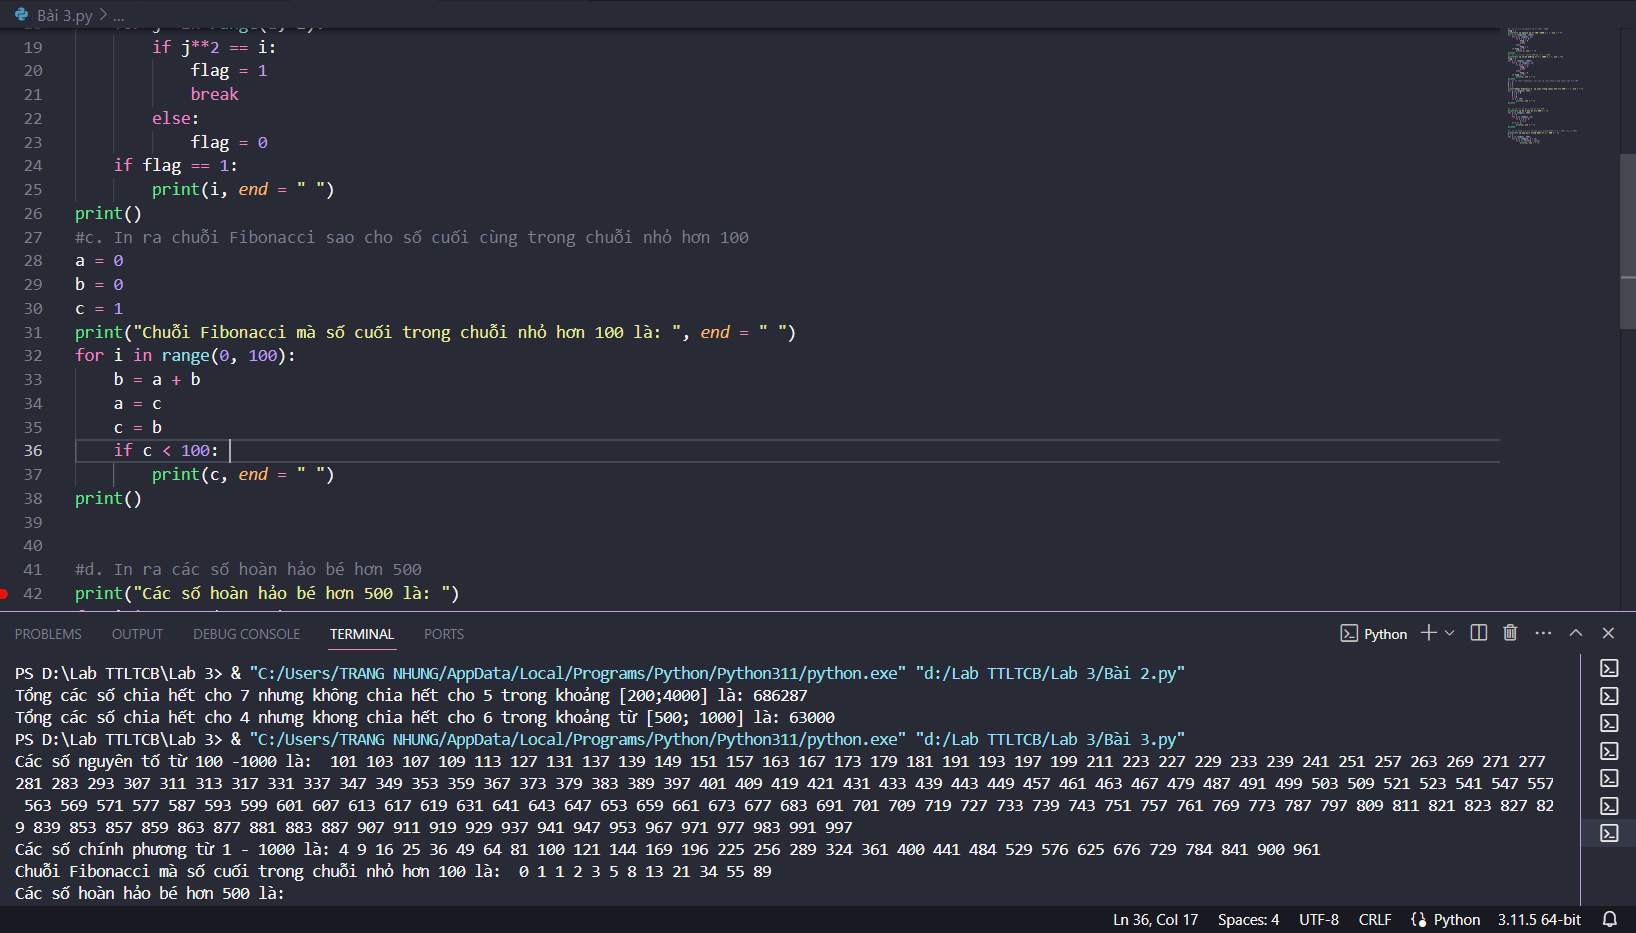 Bài 3.py > ...
19 if j**2 == i:
20 flag = 1
21 break
22 else:
23 flag = 0
24 if flag == 1:
25 print(i, end = " ")
26 print()
27 #c. In ra chuỗi Fibonacci sao cho số cuối cùng trong chuỗi nhỏ hơn 100
28 a = 0
29 b = 0
30 c = 1
31 print("Chuỗi Fibonacci mà số cuối trong chuỗi nhỏ hơn 100 là: ", end = " ")
32 for i in range(0, 100):
33 b = a + b
34 a = c
35 c = b
36 if c < 100:
37 print(c, end = " ")
38 print()
39
40
41 #d. In ra các số hoàn hảo bé hơn 500
42 print("Các số hoàn hảo bé hơn 500 là: ")
PROBLEMS OUTPUT DEBUG CONSOLE TERMINAL PORTS Python
PS D:\Lab TTLTCB\Lab 3> & "C:/Users/TRANG NHUNG/AppData/Local/Programs/Python/Python311/python.exe" "d:/Lab TTLTCB/Lab 3/Bài 2.py"
Tổng các số chia hết cho 7 nhưng không chia hết cho 5 trong khoảng [200;4000] là: 686287
Tổng các số chia hết cho 4 nhưng khong chia hết cho 6 trong khoảng từ [500; 1000] là: 63000
PS D:\Lab TTLTCB\Lab 3> & "C:/Users/TRANG NHUNG/AppData/Local/Programs/Python/Python311/python.exe" "d:/Lab TTLTCB/Lab 3/Bài 3.py"
Các số nguyên tố từ 100 -1000 là:  101 103 107 109 113 127 131 137 139 149 151 157 163 167 173 179 181 191 193 197 199 211 223 227 229 233 239 241 251 257 263 269 271 277
281 283 293 307 311 313 317 331 337 347 349 353 359 367 373 379 383 389 397 401 409 419 421 431 433 439 443 449 457 461 463 467 479 487 491 499 503 509 521 523 541 547 557
563 569 571 577 587 593 599 601 607 613 617 619 631 641 643 647 653 659 661 673 677 683 691 701 709 719 727 733 739 743 751 757 761 769 773 787 797 809 811 821 823 827 82
9 839 853 857 859 863 877 881 883 887 907 911 919 929 937 941 947 953 967 971 977 983 991 997
Các số chính phương từ 1 - 1000 là: 4 9 16 25 36 49 64 81 100 121 144 169 196 225 256 289 324 361 400 441 484 529 576 625 676 729 784 841 900 961
Chuỗi Fibonacci mà số cuối trong chuỗi nhỏ hơn 100 là:  0 1 1 2 3 5 8 13 21 34 55 89
Các số hoàn hảo bé hơn 500 là:
Ln 36, Col 17 Spaces: 4 UTF-8 CRLF Python 3.11.5 64-bit